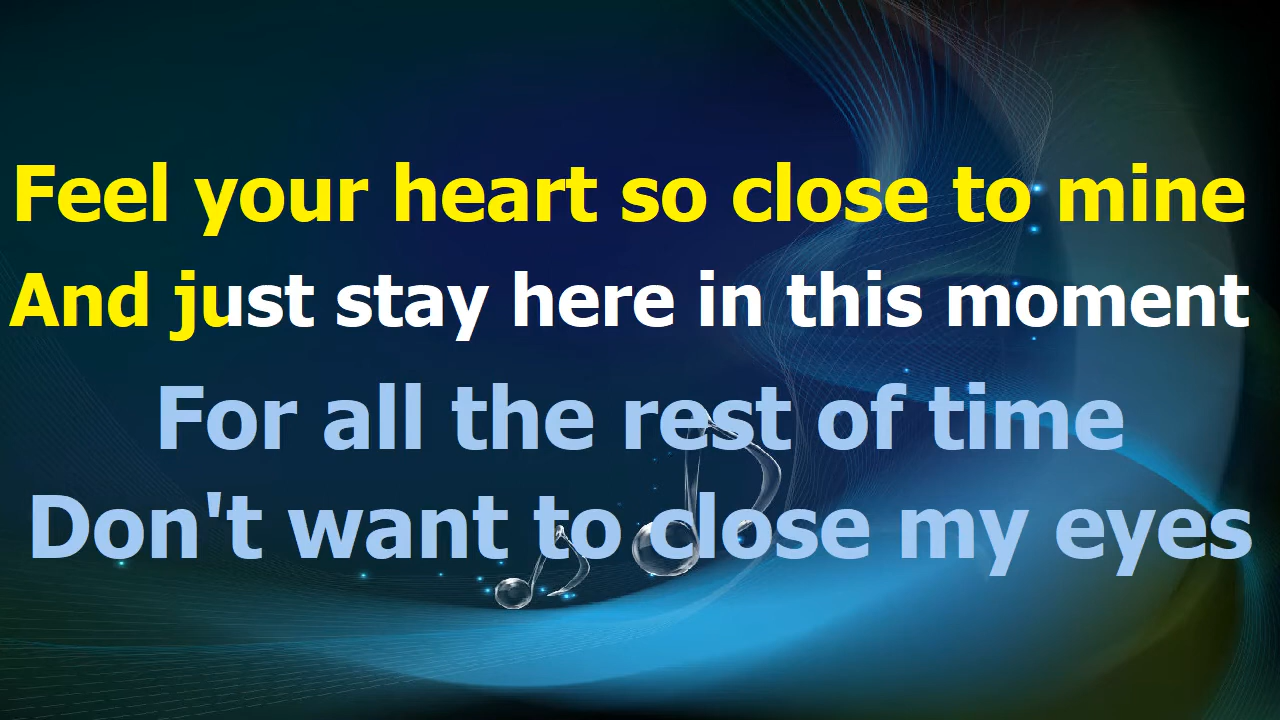 Feel your heart so close to mine
And just stay here in this moment
For all the rest of time
Don't want to close my eyes